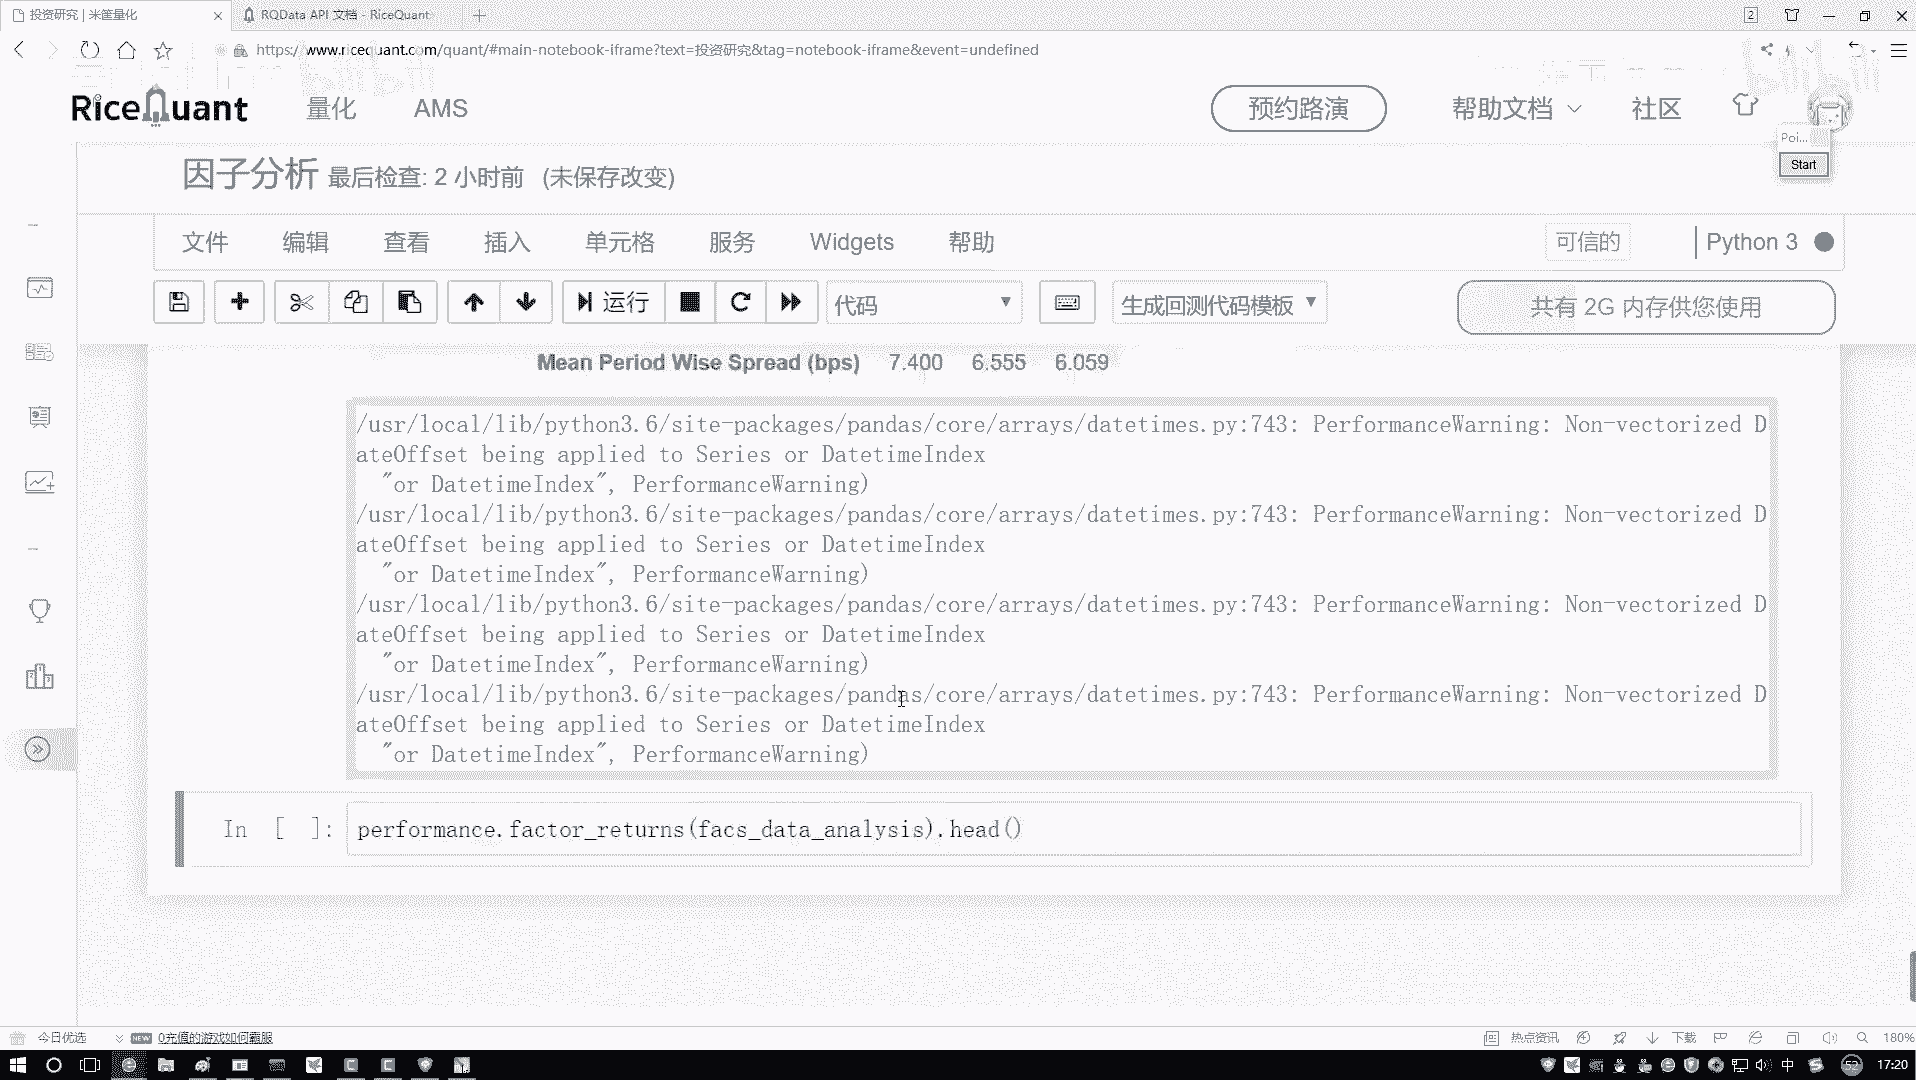 投资研究 | 米筐量化
RQData API 文档 - RiceQuant
2
https://www.ricequant.com/quant/#main-notebook-iframe?text=投资研究&tag=notebook-iframe&event=undefined
RiceQuant
量化
AMS
预约路演
帮助文档
社区
Poi...
Start
因子分析 最后检查: 2 小时前 (未保存改变)
文件
编辑
查看
插入
单元格
服务
Widgets
帮助
可信的
Python 3
运行
代码
生成回测代码模板
共有 2G 内存供您使用
Mean Period Wise Spread (bps) 7.400 6.555 6.059
/usr/local/lib/python3.6/site-packages/pandas/core/arrays/datetimes.py:743: PerformanceWarning: Non-vectorized D
ateOffset being applied to Series or DatetimeIndex
"or DatetimeIndex", PerformanceWarning)
/usr/local/lib/python3.6/site-packages/pandas/core/arrays/datetimes.py:743: PerformanceWarning: Non-vectorized D
ateOffset being applied to Series or DatetimeIndex
"or DatetimeIndex", PerformanceWarning)
/usr/local/lib/python3.6/site-packages/pandas/core/arrays/datetimes.py:743: PerformanceWarning: Non-vectorized D
ateOffset being applied to Series or DatetimeIndex
"or DatetimeIndex", PerformanceWarning)
/usr/local/lib/python3.6/site-packages/pandas/core/arrays/datetimes.py:743: PerformanceWarning: Non-vectorized D
ateOffset being applied to Series or DatetimeIndex
"or DatetimeIndex", PerformanceWarning)
In [ ]: performance.factor_returns(facs_data_analysis).head()
今日优选
NEW
0充值的游戏如何霸服
热点资讯
下载
180%
中
52
17:20